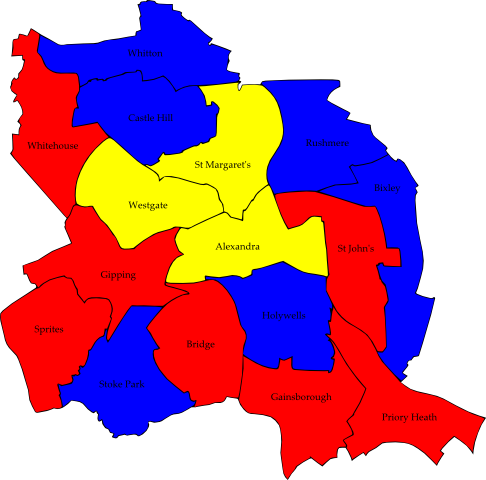 Whitton
Castle Hill
Rushmere
Whitehouse
St Margaret's
Bixley
Westgate
Alexandra
St John's
Gipping
Holywells
Sprites
Bridge
Stoke Park
Gainsborough
Priory Heath